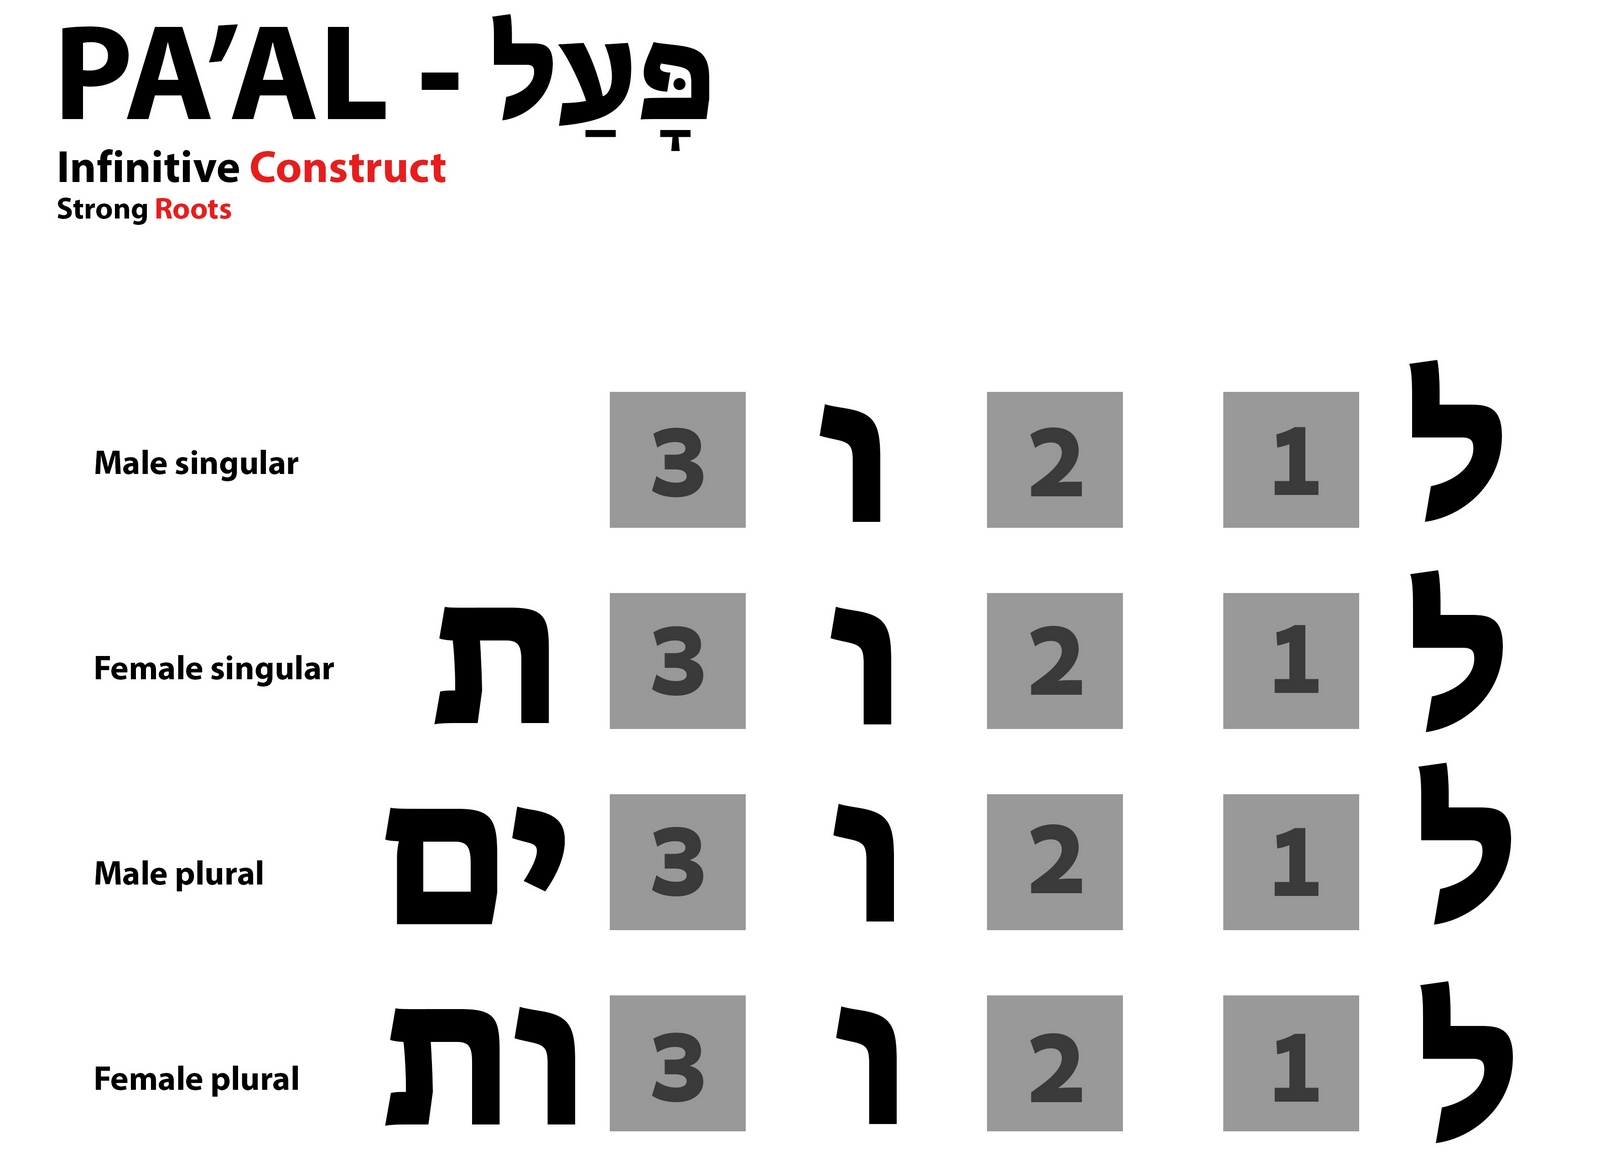 PA’AL - פָּעַל
Infinitive Construct
Strong Roots
Male singular ל 1 2 ו 3
Female singular ל 1 2 ו 3 ת
Male plural ל 1 2 ו 3 ים
Female plural ל 1 2 ו 3 ות